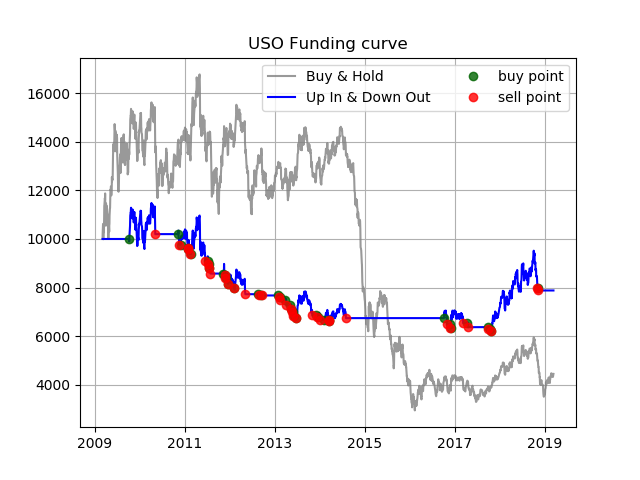 USO Funding curve
Buy & Hold
Up In & Down Out
buy point
sell point
16000
14000
12000
10000
8000
6000
4000
2009 2011 2013 2015 2017 2019